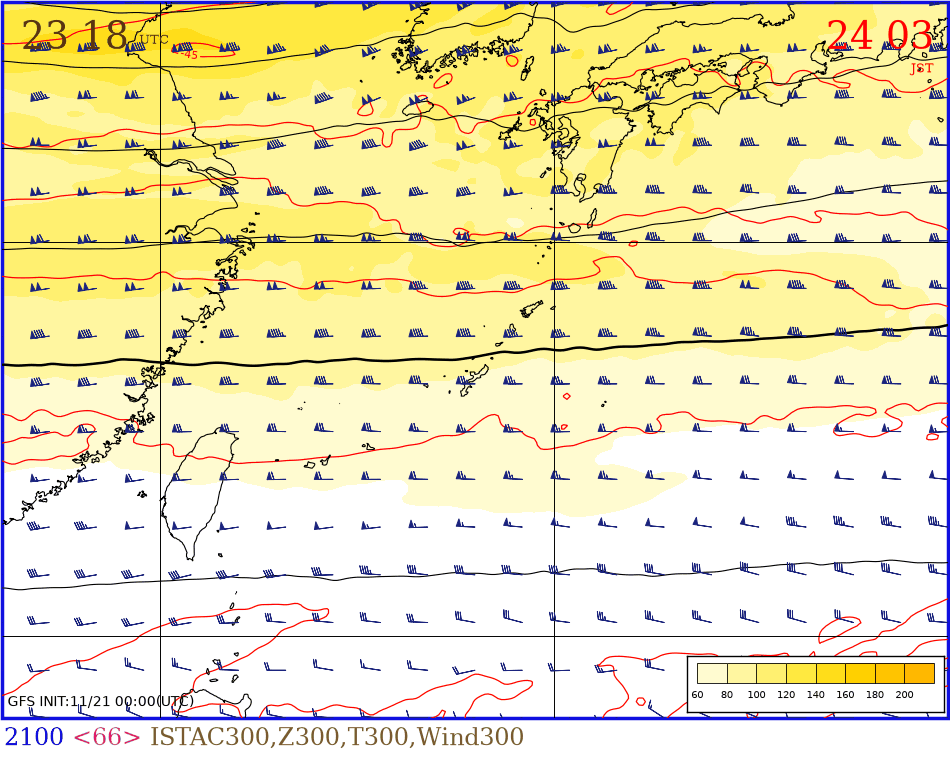 23 18 UTC
24 03 JST
-45
60 80 100 120 140 160 180 200
GFS INIT:11/21 00:00(UTC)
2100 <66> ISTAC300,Z300,T300,Wind300